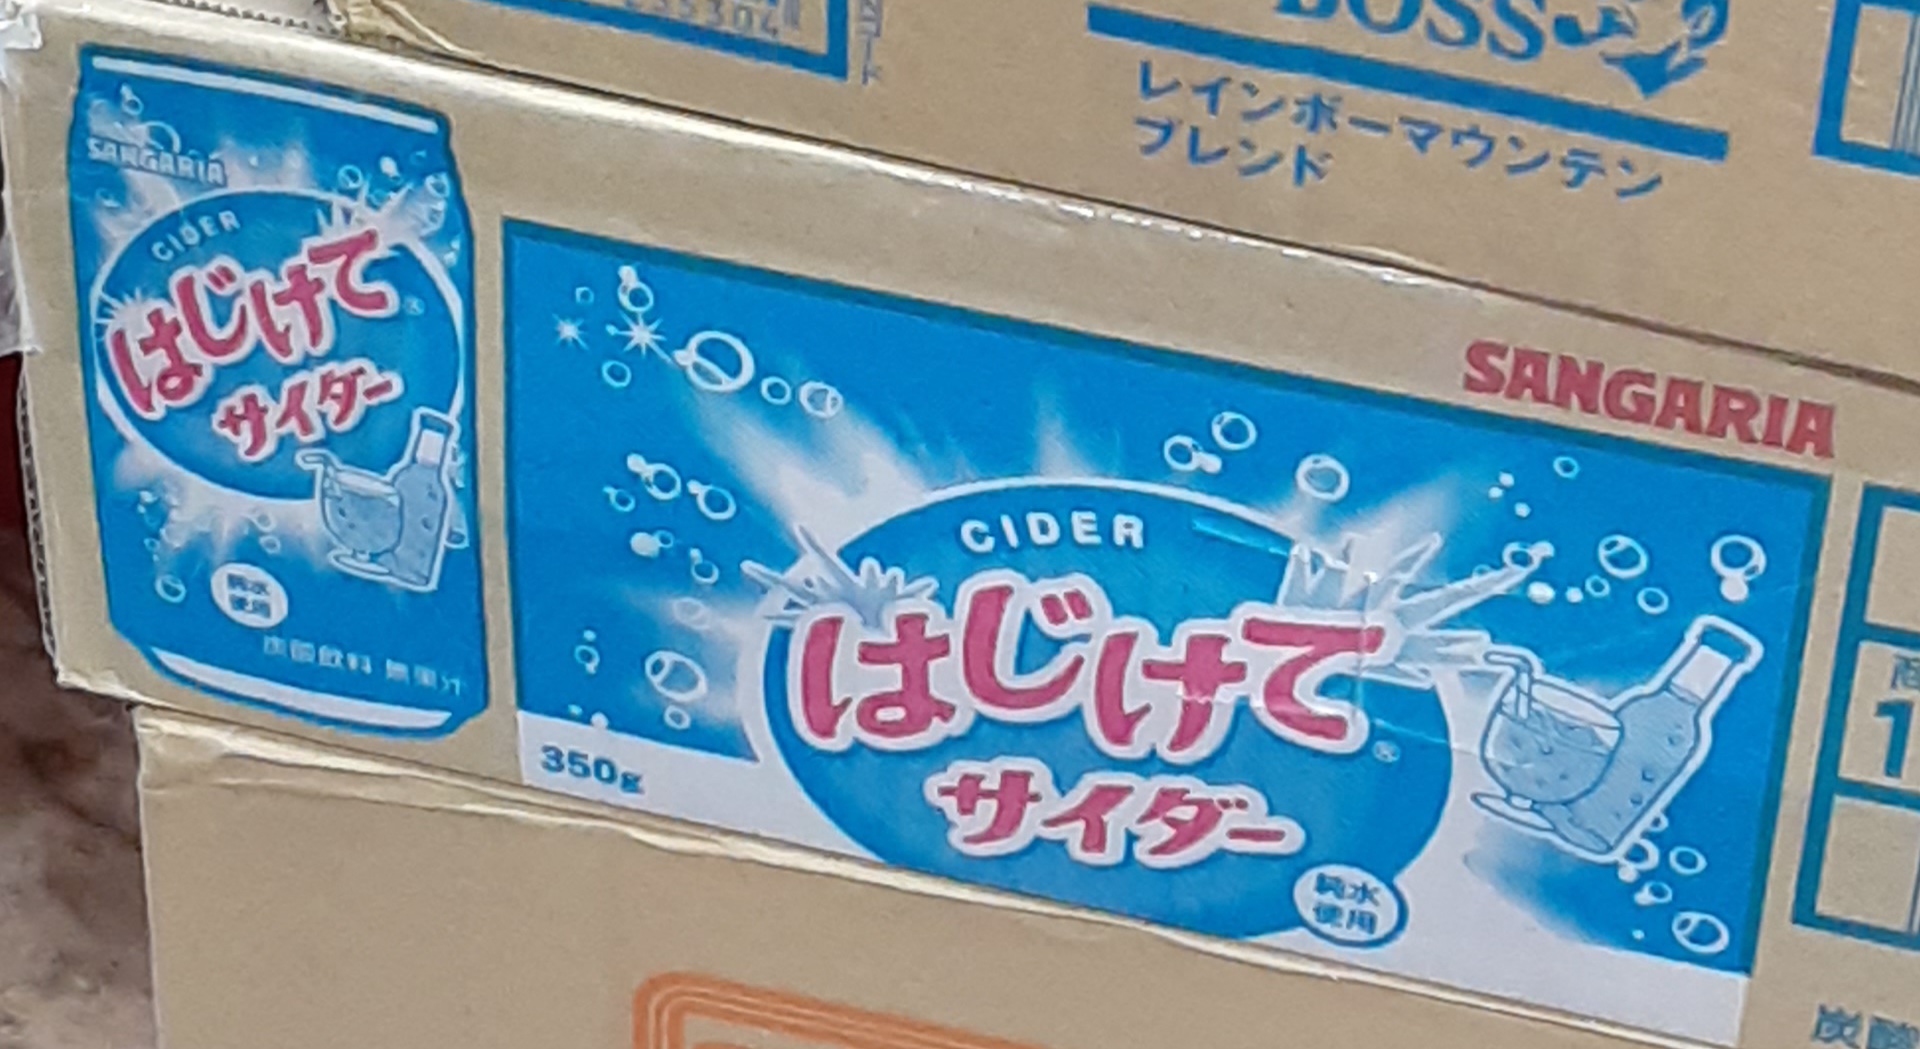 BOSS
レインボーマウンテン
ブレンド
SANGARIA
CIDER
はじけて
サイダー
純水
使用
炭酸飲料 無果汁
SANGARIA
CIDER
はじけて®
サイダー
350g
純水
使用